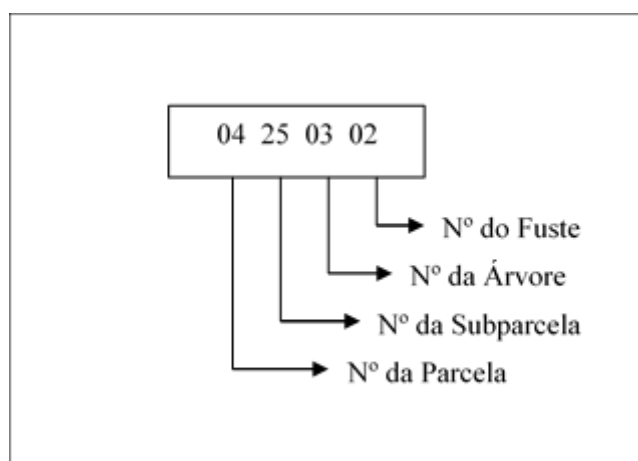 04 25 03 02
Nº do Fuste
Nº da Árvore
Nº da Subparcela
Nº da Parcela